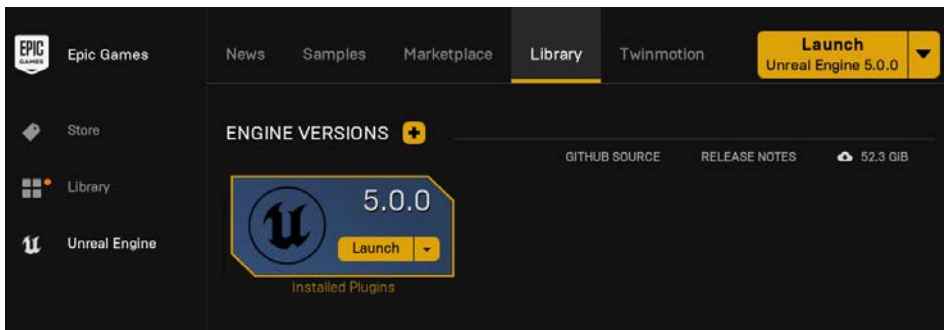 EPIC
GAMES
Epic Games
Store
Library
Unreal Engine
News Samples Marketplace Library Twinmotion
Launch
Unreal Engine 5.0.0
ENGINE VERSIONS
GITHUB SOURCE RELEASE NOTES 52.3 GIB
5.0.0
Launch
Installed Plugins